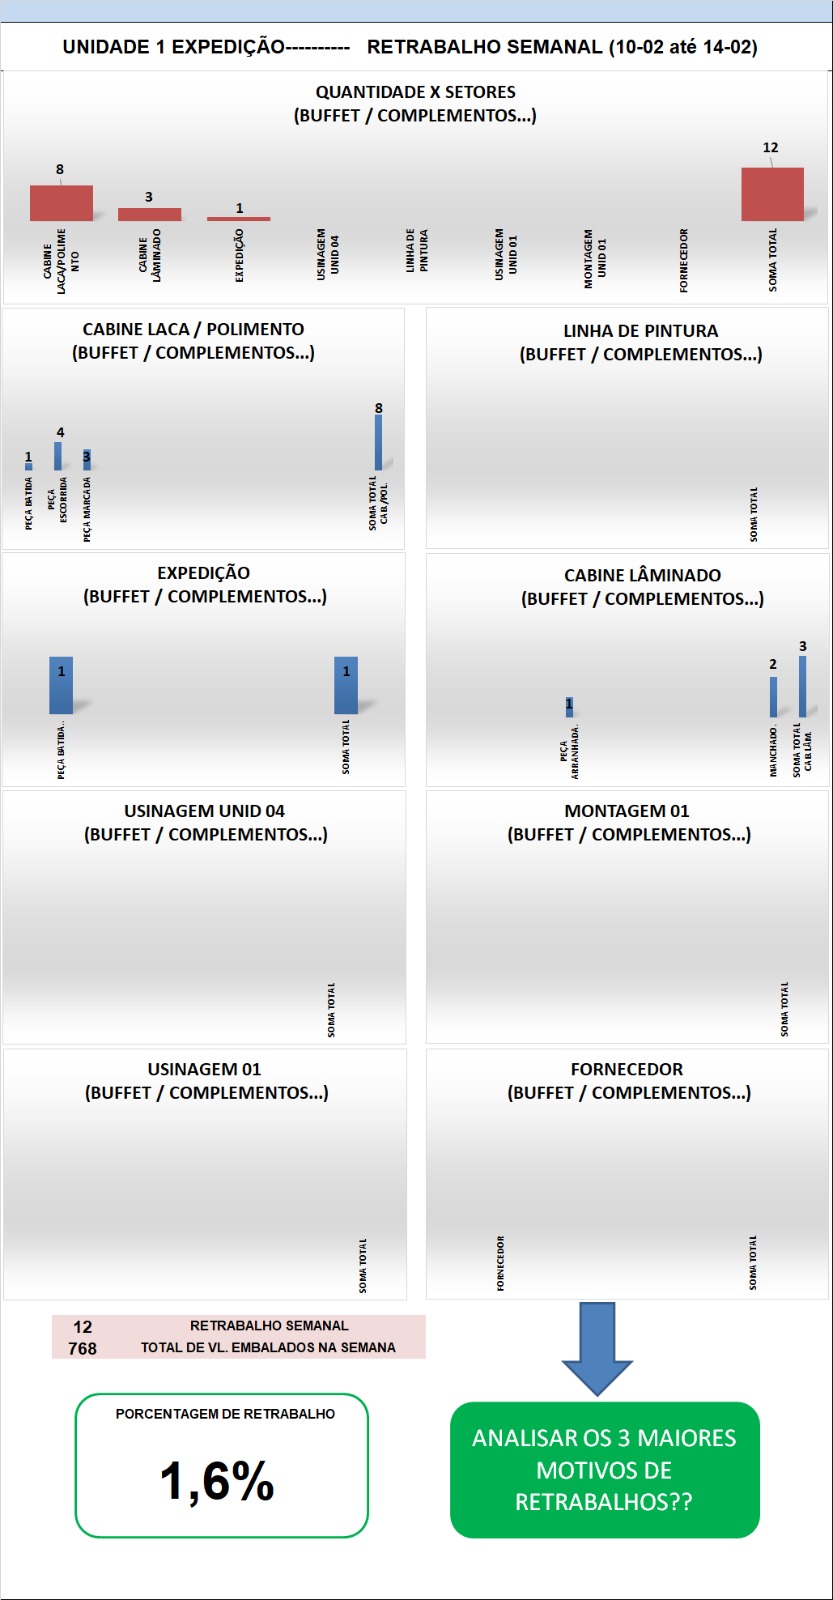 UNIDADE 1 EXPEDIÇÃO---------- RETRABALHO SEMANAL (10-02 até 14-02)
QUANTIDADE X SETORES
(BUFFET / COMPLEMENTOS...)
8
3
1
12
CABINE
LACA/POLIME
NTO
CABINE
LÂMINADO
EXPEDIÇÃO
USINAGEM
UNID 04
LINHA DE
PINTURA
USINAGEM
UNID 01
MONTAGEM
UNID 01
FORNECEDOR
SOMA TOTAL
CABINE LACA / POLIMENTO
(BUFFET / COMPLEMENTOS...)
1
4
3
8
PEÇA BATIDA
PEÇA
ESCORRIDA
PEÇA MARCADA
SOMA TOTAL
CAB./POL.
LINHA DE PINTURA
(BUFFET / COMPLEMENTOS...)
SOMA TOTAL
EXPEDIÇÃO
(BUFFET / COMPLEMENTOS...)
1
1
PEÇA BATIDA..
SOMA TOTAL
CABINE LÂMINADO
(BUFFET / COMPLEMENTOS...)
1
2
3
PEÇA
ARRANHADA.
MANCHADO.
SOMA TOTAL
CAB.LÂM.
USINAGEM UNID 04
(BUFFET / COMPLEMENTOS...)
SOMA TOTAL
MONTAGEM 01
(BUFFET / COMPLEMENTOS...)
SOMA TOTAL
USINAGEM 01
(BUFFET / COMPLEMENTOS...)
SOMA TOTAL
FORNECEDOR
(BUFFET / COMPLEMENTOS...)
FORNECEDOR
SOMA TOTAL
12 RETRABALHO SEMANAL
768 TOTAL DE VL. EMBALADOS NA SEMANA
PORCENTAGEM DE RETRABALHO
1,6%
ANALISAR OS 3 MAIORES
MOTIVOS DE
RETRABALHOS??